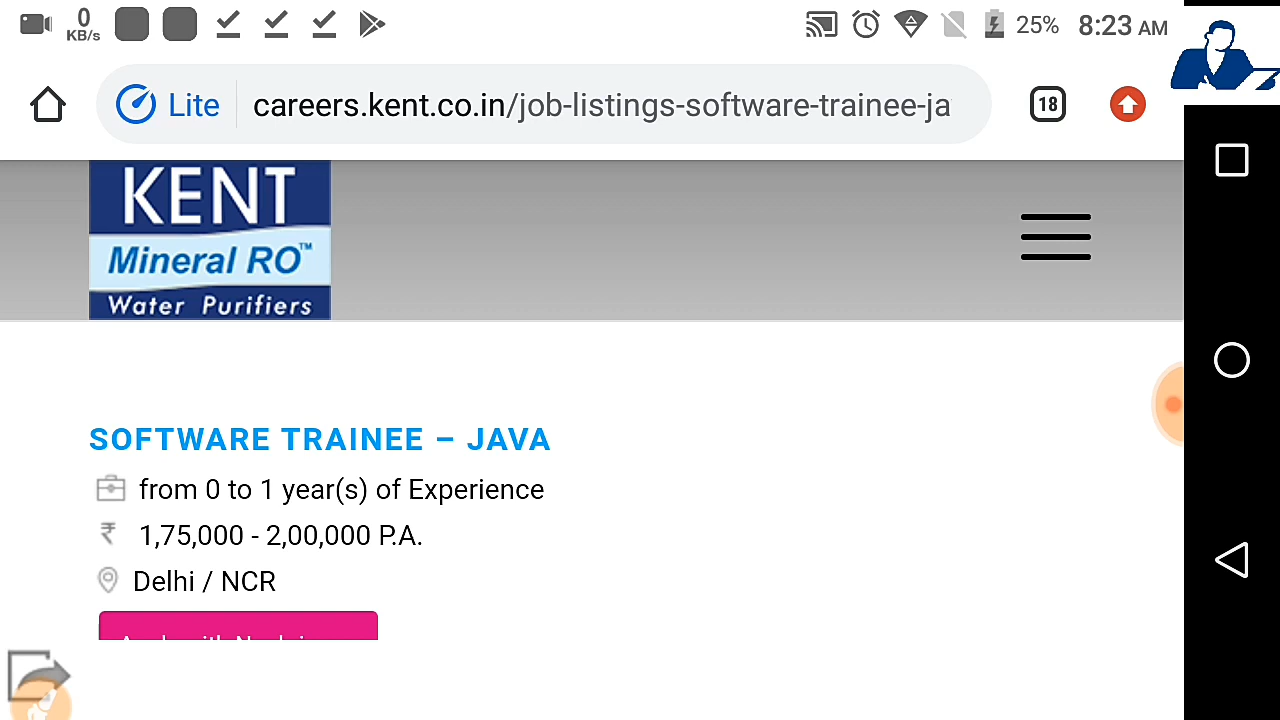 0
KB/s
25%
8:23 AM
Lite
careers.kent.co.in/job-listings-software-trainee-ja
18
KENT
Mineral RO™
Water Purifiers
SOFTWARE TRAINEE – JAVA
from 0 to 1 year(s) of Experience
₹ 1,75,000 - 2,00,000 P.A.
Delhi / NCR